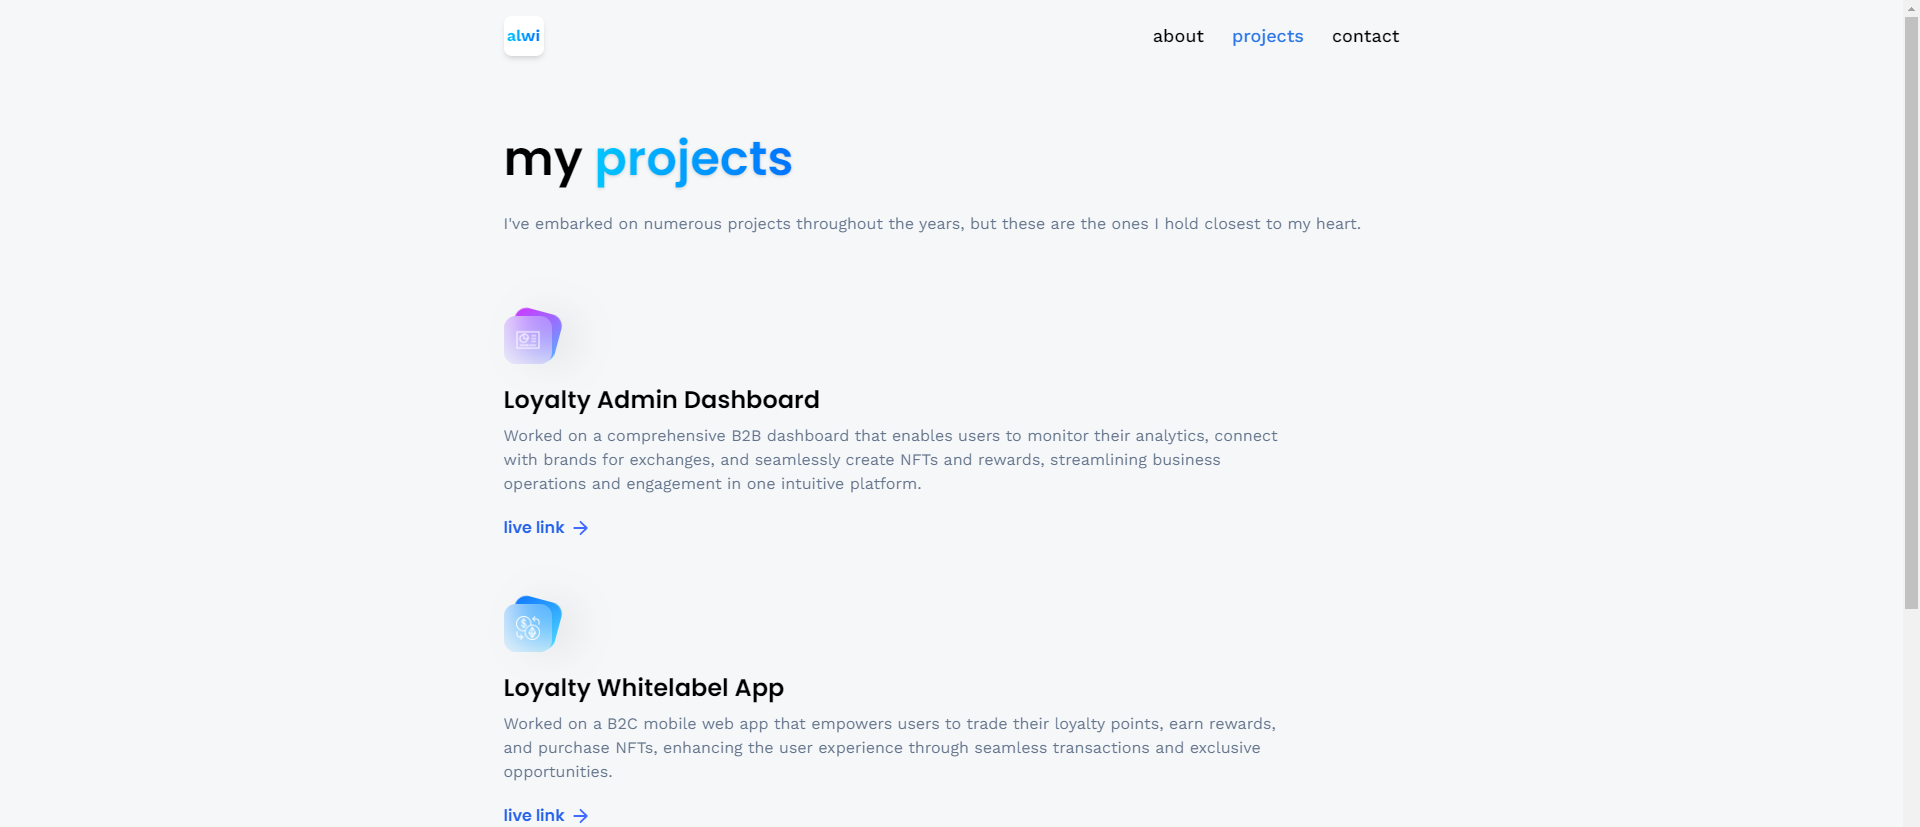 alwi
about projects contact
my projects
I've embarked on numerous projects throughout the years, but these are the ones I hold closest to my heart.
Loyalty Admin Dashboard
Worked on a comprehensive B2B dashboard that enables users to monitor their analytics, connect
with brands for exchanges, and seamlessly create NFTs and rewards, streamlining business
operations and engagement in one intuitive platform.
live link
Loyalty Whitelabel App
Worked on a B2C mobile web app that empowers users to trade their loyalty points, earn rewards,
and purchase NFTs, enhancing the user experience through seamless transactions and exclusive
opportunities.
live link